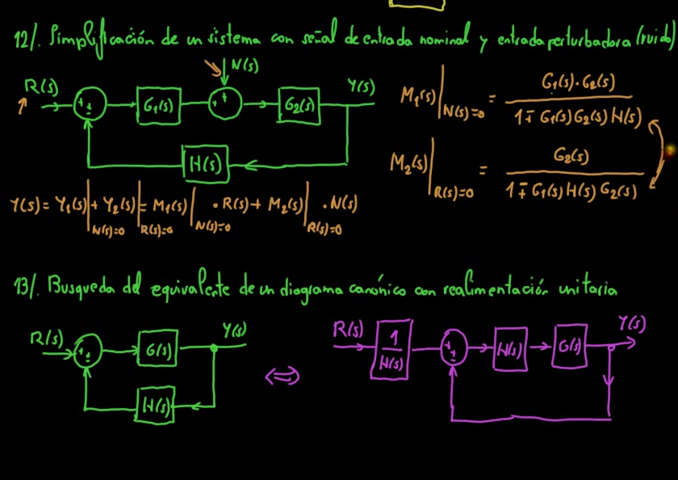 12/. Simplificación de un sistema con señal de entrada nominal y entrada perturbadora (ruido)
R(s) + ± G₁(s) N(s) + + G₂(s) Y(s)
H(s)
M₁(s)|N(s)=0 = G₁(s)·G₂(s) / 1∓G₁(s)G₂(s)H(s)
M₂(s)|R(s)=0 = G₂(s) / 1∓G₁(s)H(s)G₂(s)
Y(s) = Y₁(s)|N(s)=0 + Y₂(s)|R(s)=0 = M₁(s)|N(s)=0 · R(s) + M₂(s)|R(s)=0 · N(s)
13/. Busqueda del equivalente de un diagrama canónico con realimentación unitaria
R(s) + ± G(s) Y(s)
H(s)
⇔
R(s) 1/H(s) + ± H(s) G(s) Y(s)